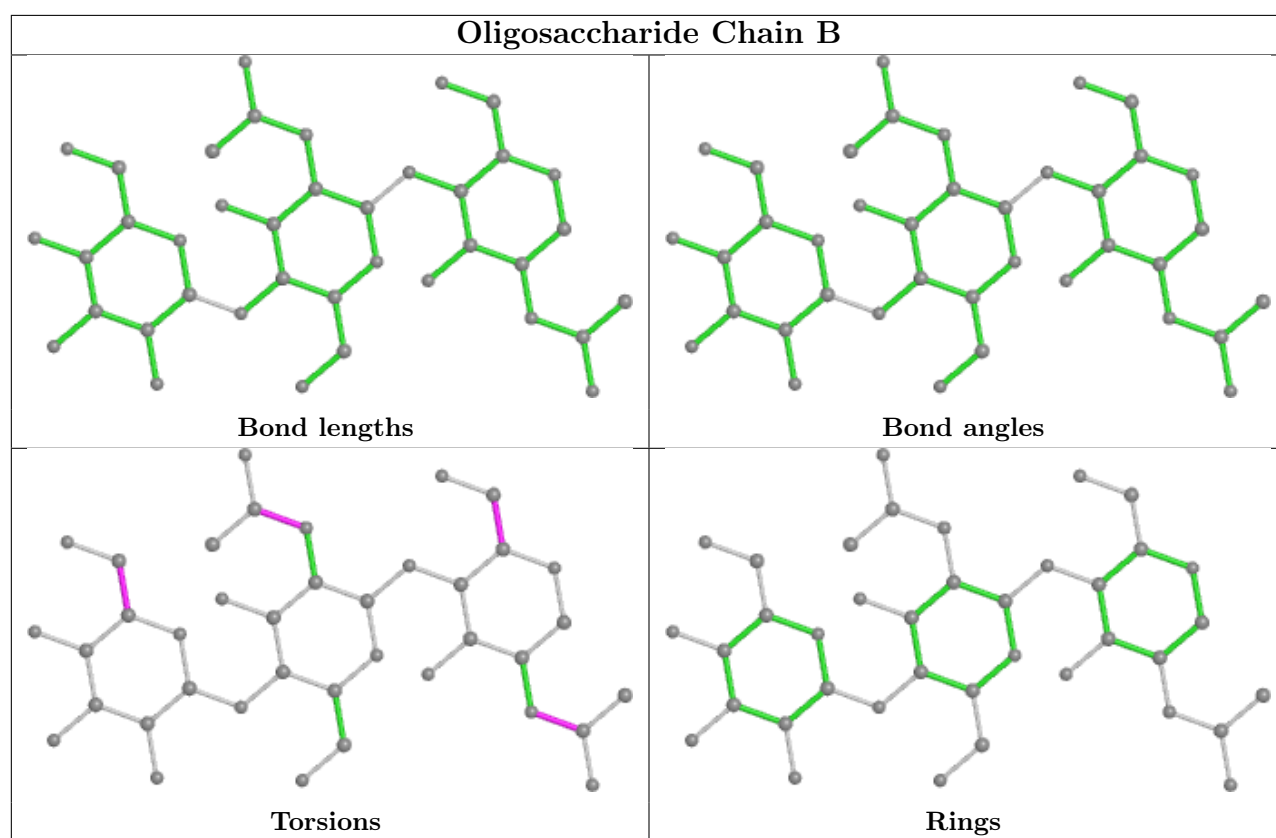 Oligosaccharide Chain B
Bond lengths
Bond angles
Torsions
Rings